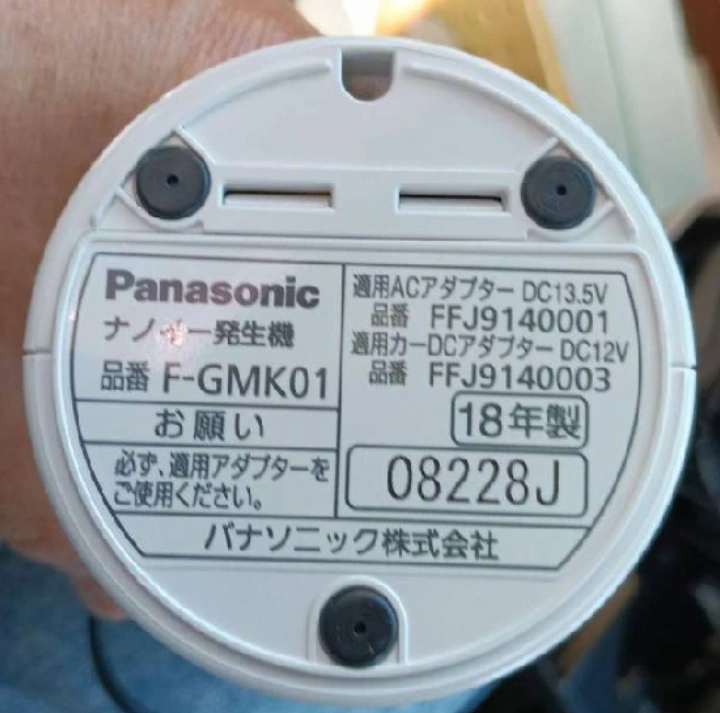 Panasonic
ナノイー発生機
品番 F-GMK01
お願い
必ず、適用アダプターを
ご使用ください。
適用ACアダプター DC13.5V
品番 FFJ9140001
適用カーDCアダプター DC12V
品番 FFJ9140003
18年製
08228J
パナソニック株式会社